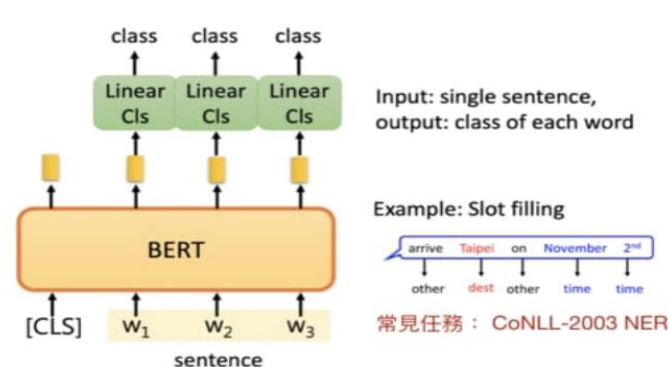 class class class
Linear Cls Linear Cls Linear Cls
Input: single sentence,
output: class of each word
BERT
Example: Slot filling
arrive Taipei on November 2nd
other dest other time time
[CLS] w1 w2 w3
常見任務： CoNLL-2003 NER
sentence